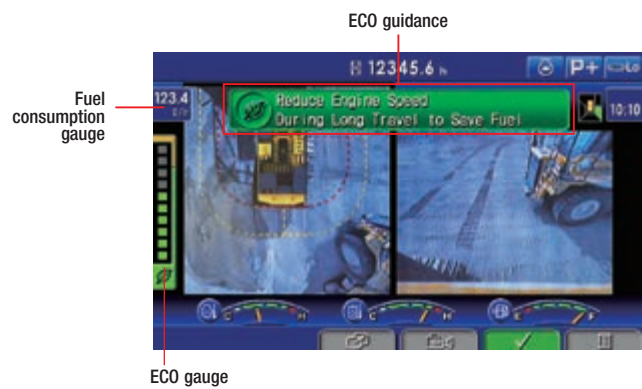 ECO guidance
12345.6 h
P+
Lo
Fuel
consumption
gauge
123.4
Reduce Engine Speed
During Long Travel to Save Fuel
10:10
C H
C H
E F
ECO gauge